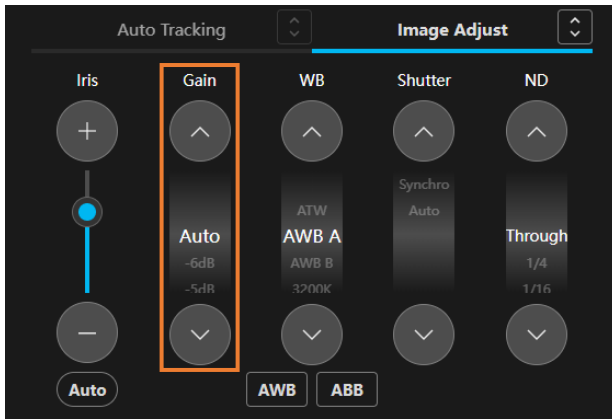 Auto Tracking
Image Adjust
Iris
Gain
WB
Shutter
ND
Synchro
ATW
Auto
Auto
AWB A
Through
-6dB
AWB B
1/4
-5dB
3200K
1/16
Auto
AWB
ABB